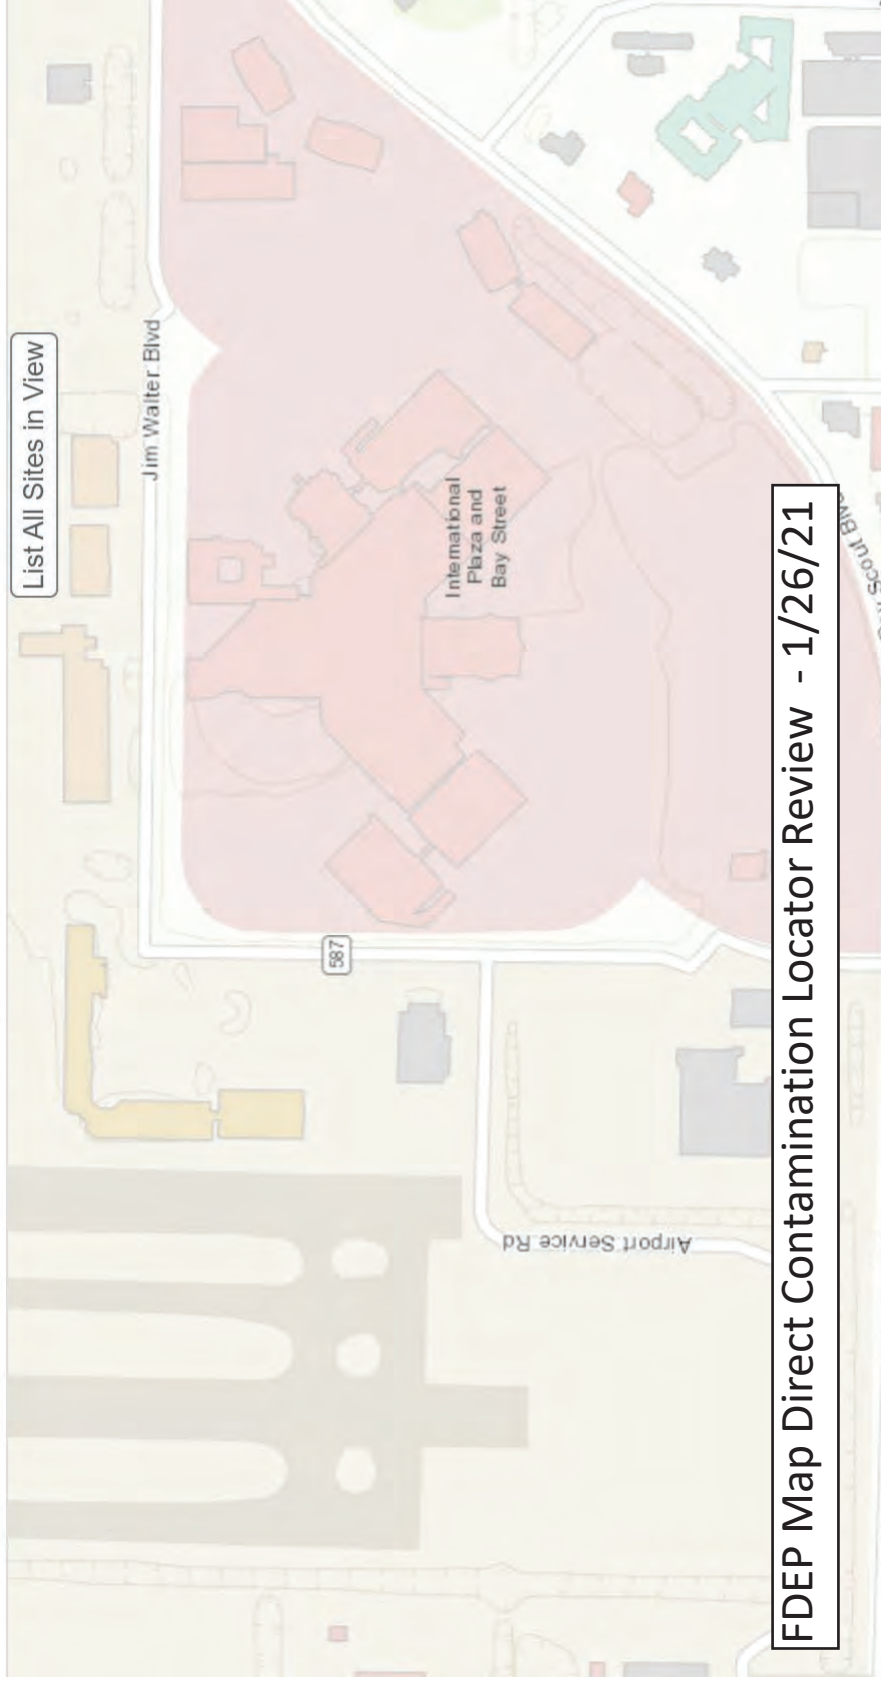 List All Sites in View
Jim Walter Blvd
587
International
Plaza and
Bay Street
Airport Service Rd
FDEP Map Direct Contamination Locator Review - 1/26/21
Scout